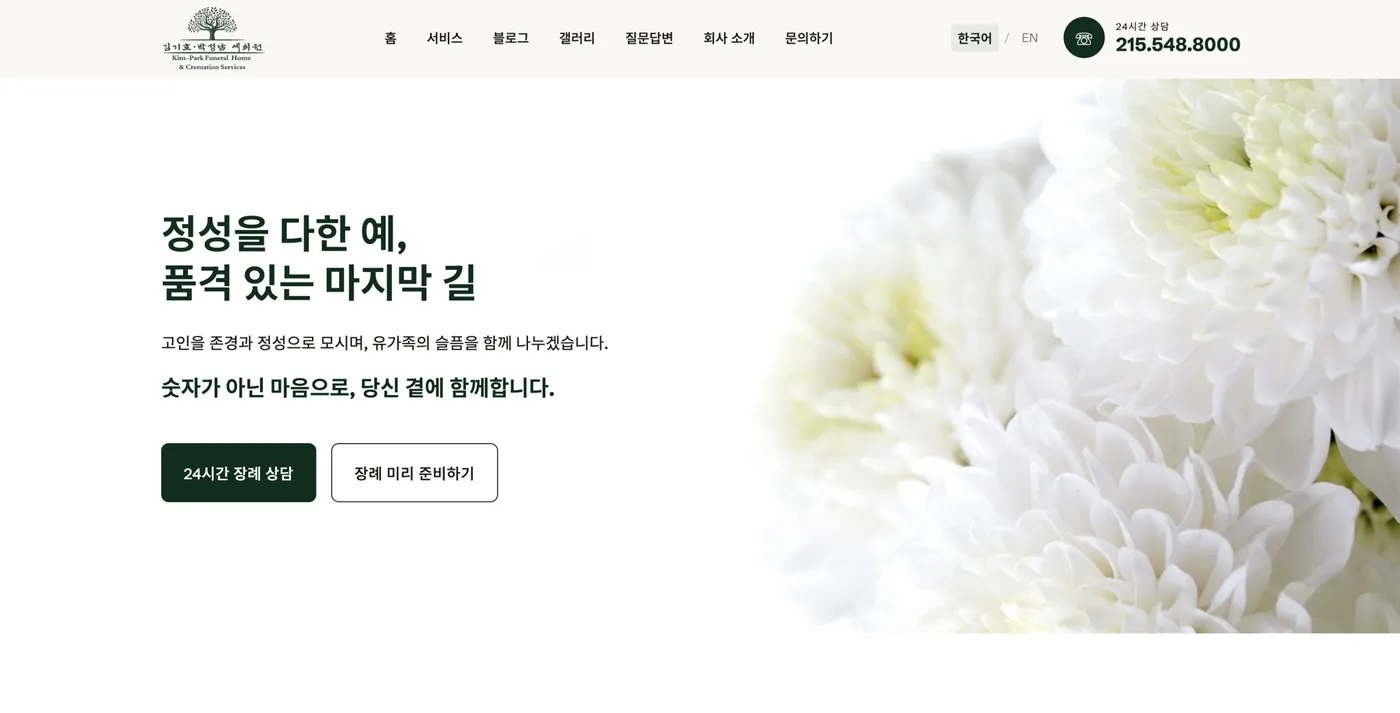 김기호·박성남 예의원
Kim-Park Funeral Home
& Cremation Services
홈
서비스
블로그
갤러리
질문답변
회사 소개
문의하기
한국어 / EN
24시간 상담
215.548.8000
정성을 다한 예,
품격 있는 마지막 길
고인을 존경과 정성으로 모시며, 유가족의 슬픔을 함께 나누겠습니다.
숫자가 아닌 마음으로, 당신 곁에 함께합니다.
24시간 장례 상담
장례 미리 준비하기